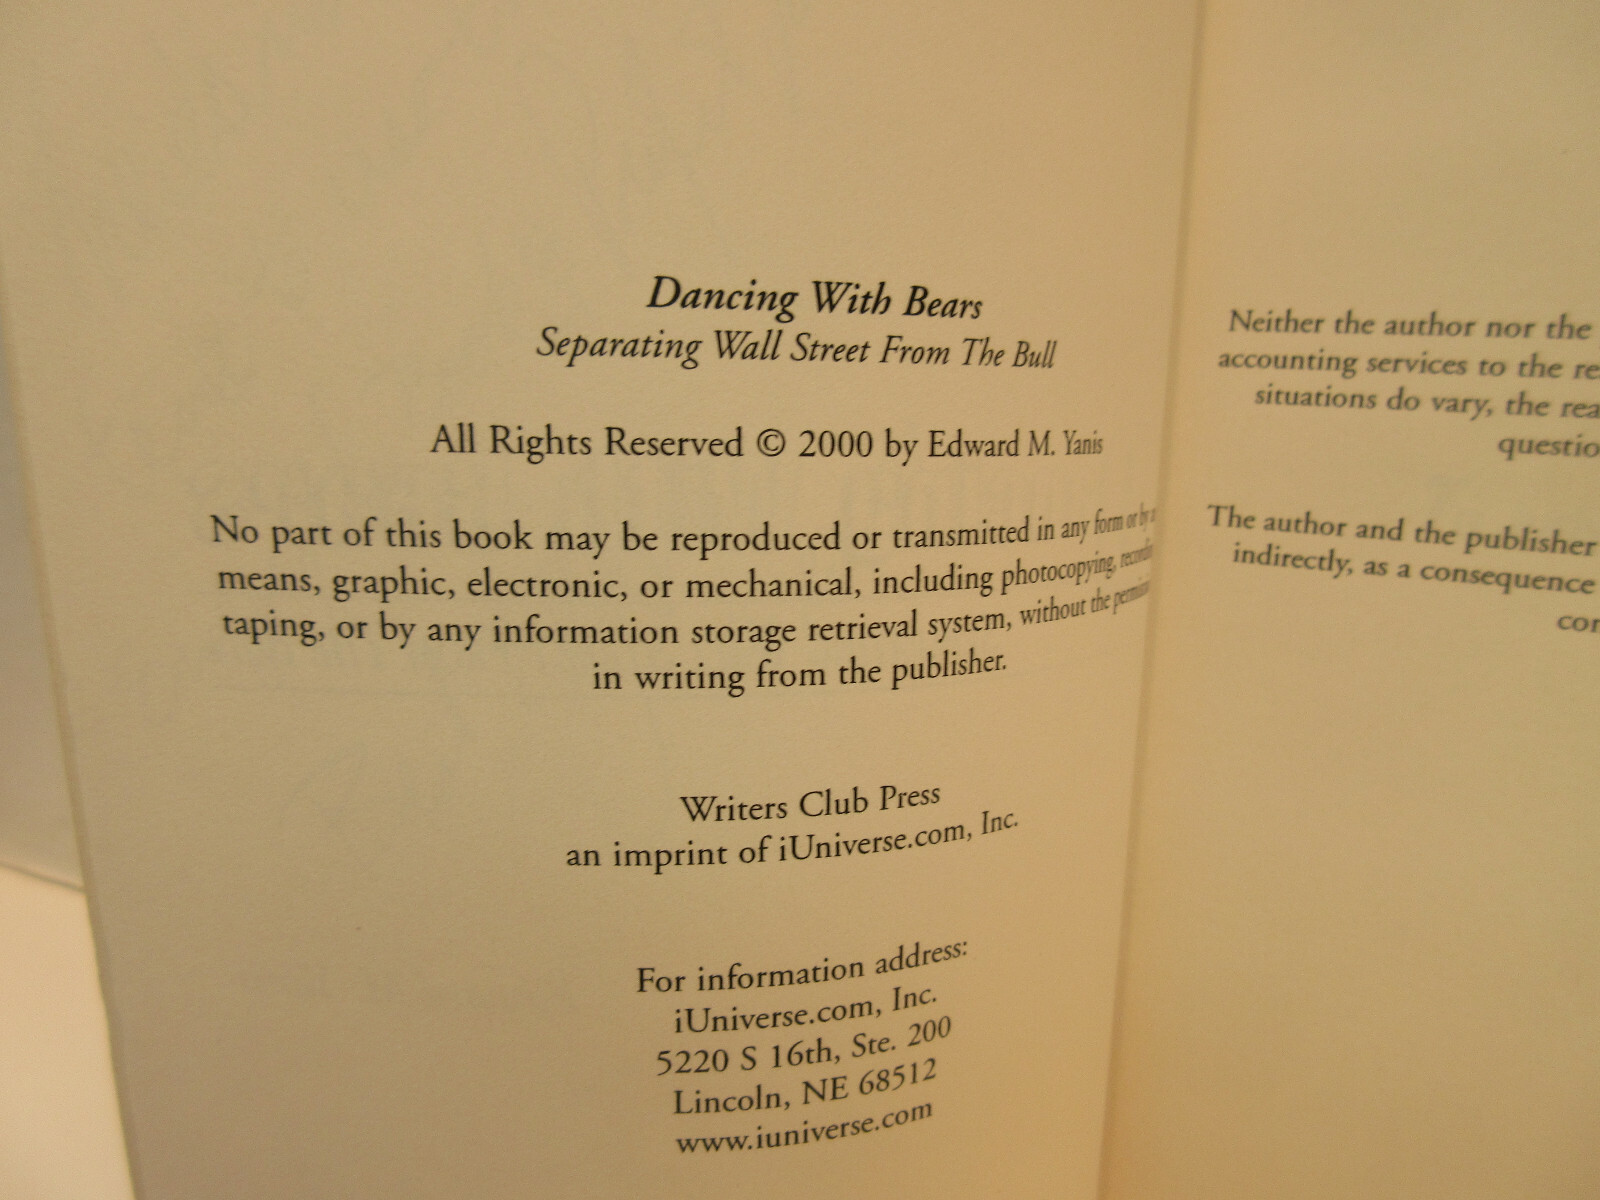 Dancing With Bears
Separating Wall Street From The Bull
All Rights Reserved © 2000 by Edward M. Yanis
No part of this book may be reproduced or transmitted in any form or by
means, graphic, electronic, or mechanical, including photocopying,
taping, or by any information storage retrieval system, without the
in writing from the publisher.
Writers Club Press
an imprint of iUniverse.com, Inc.
For information address:
iUniverse.com, Inc.
5220 S 16th, Ste. 200
Lincoln, NE 68512
www.iuniverse.com
Neither the author nor the
accounting services to the
situations do vary, the
The author and the publisher
indirectly, as a consequence